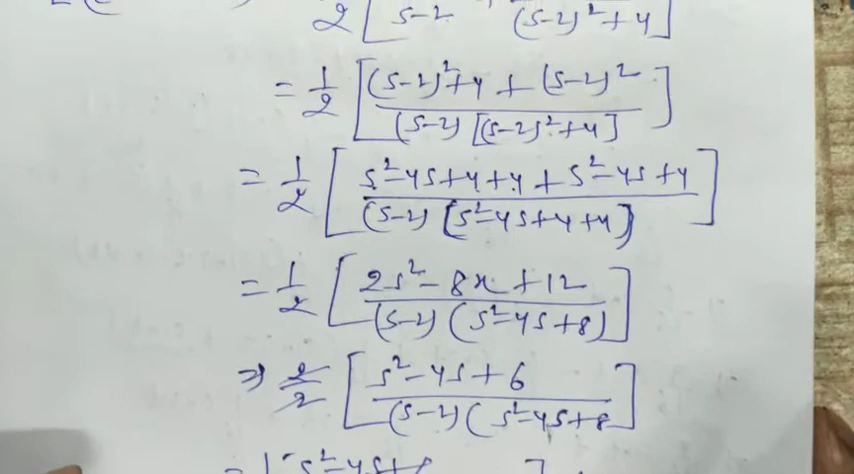 1/2 [ s-2 (s-2)²+4 ]
= 1/2 [ (s-2)²+4 + (s-2)² / (s-2) [(s-2)²+4] ]
= 1/2 [ s²-4s+4+4 + s²-4s+4 / (s-2) [s²-4s+4+4] ]
= 1/2 [ 2s²-8x+12 / (s-2) (s²-4s+8) ]
⇒ 2/2 [ s²-4s+6 / (s-2) (s²-4s+8 ]